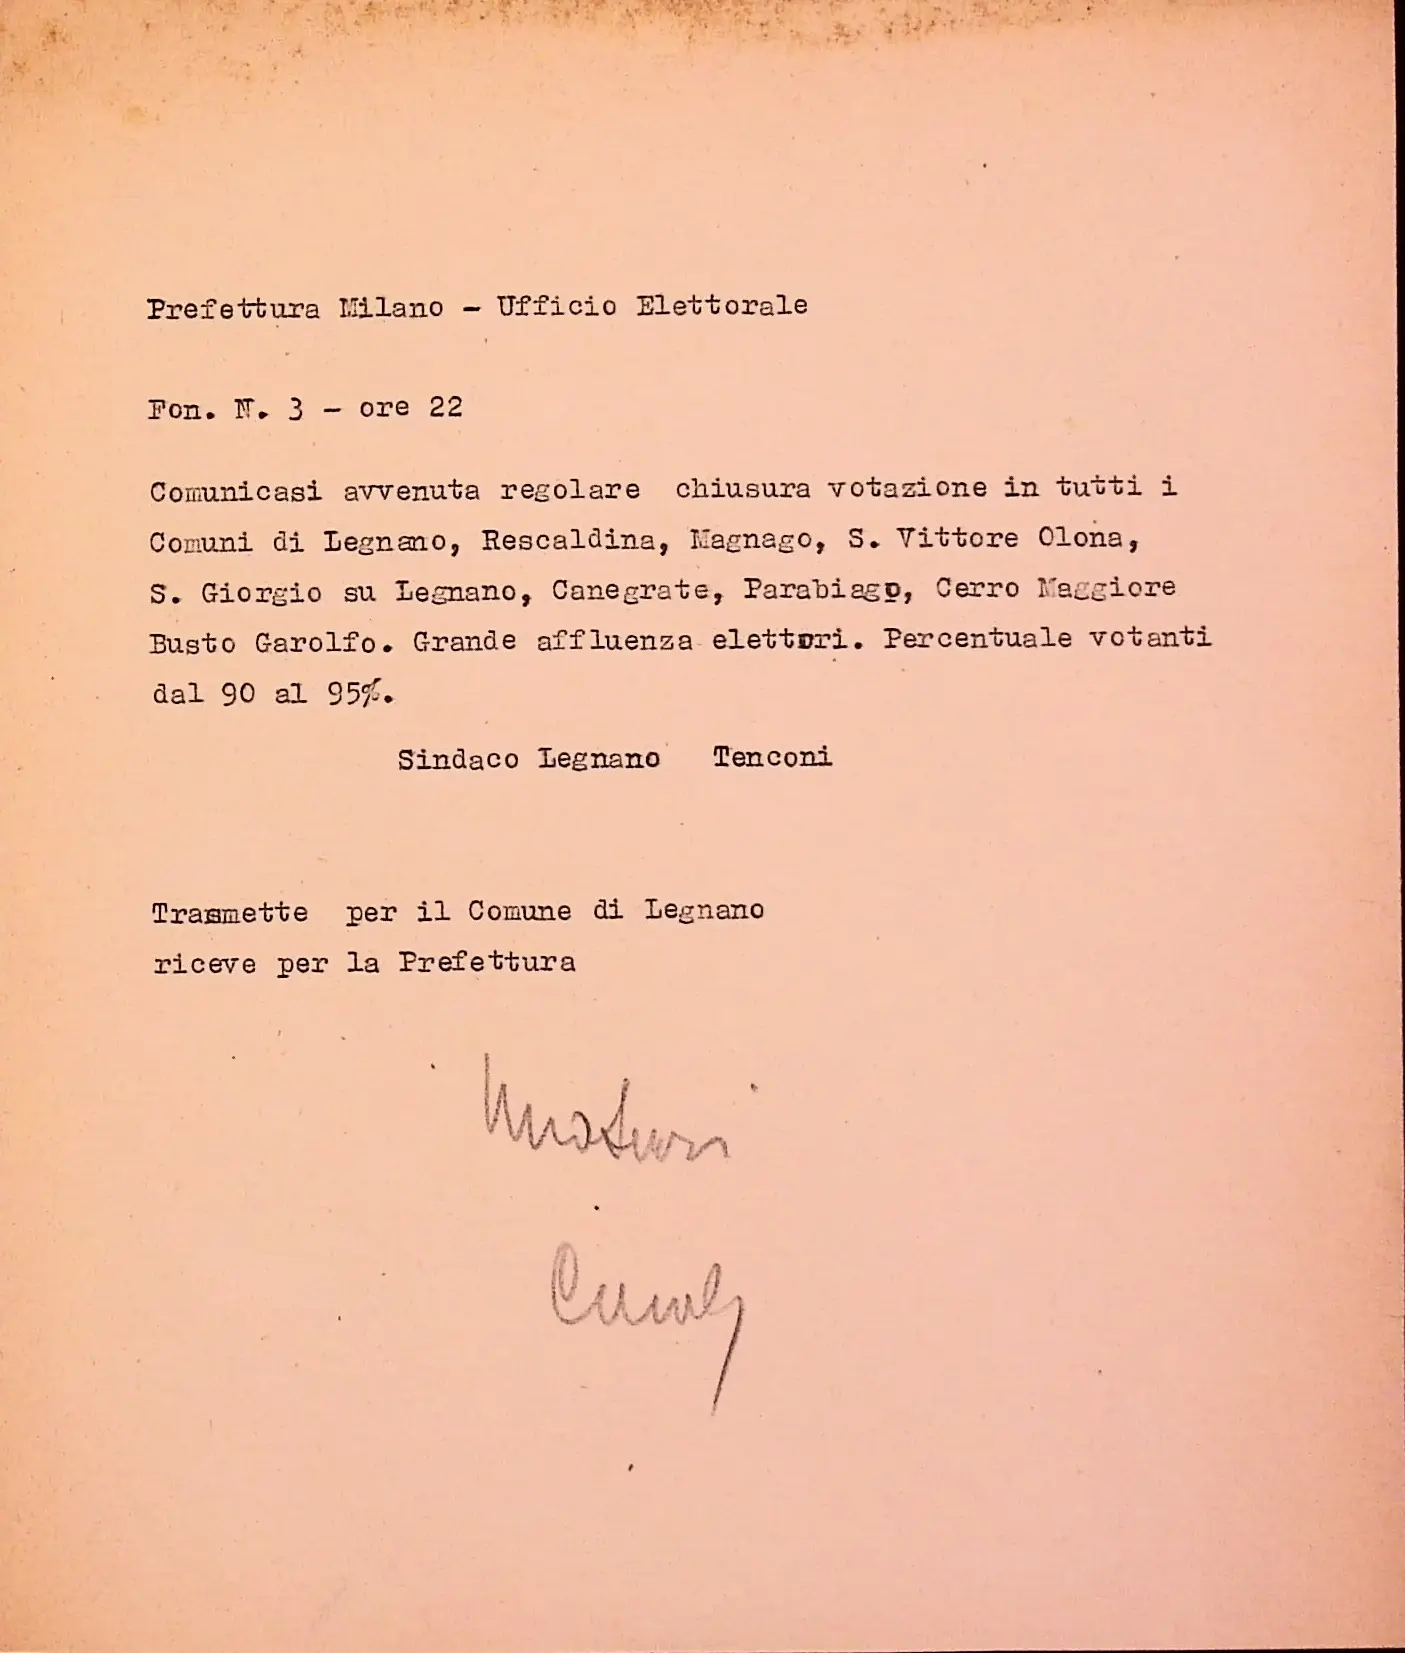 Prefettura Milano - Ufficio Elettorale
Fon. N. 3 - ore 22
Comunicasi avvenuta regolare chiusura votazione in tutti i
Comuni di Legnano, Rescaldina, Magnago, S. Vittore Olona,
S. Giorgio su Legnano, Canegrate, Parabiago, Cerro Maggiore
Busto Garolfo. Grande affluenza elettori. Percentuale votanti
dal 90 al 95%.
Sindaco Legnano Tenconi
Trasmette per il Comune di Legnano
riceve per la Prefettura